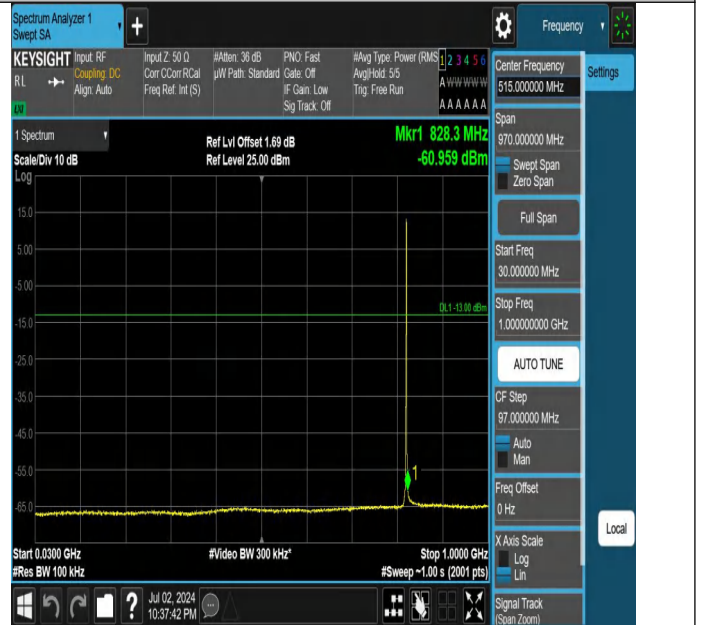 Spectrum Analyzer 1
Swept SA
+
Frequency
KEYSIGHT
RL
LXI
Input: RF
Coupling: DC
Align: Auto
Input Z: 50 Ω
Corr CCorr RCal
Freq Ref: Int (S)
#Atten: 36 dB
µW Path: Standard
PNO: Fast
Gate: Off
IF Gain: Low
Sig Track: Off
#Avg Type: Power (RMS
Avg|Hold: 5/5
Trig: Free Run
1 2 3 4 5 6
A W W W W W
A A A A A A
1 Spectrum
Scale/Div 10 dB
Log
Ref Lvl Offset 1.69 dB
Ref Level 25.00 dBm
Mkr1 828.3 MHz
-60.959 dBm
15.0
5.00
-5.00
-15.0
-25.0
-35.0
-45.0
-55.0
-65.0
DL1 -13.00 dBm
1
Start 0.0300 GHz
#Res BW 100 kHz
#Video BW 300 kHz*
Stop 1.0000 GHz
#Sweep ~1.00 s (2001 pts)
Jul 02, 2024
10:37:42 PM
?
Center Frequency
515.000000 MHz
Settings
Span
970.000000 MHz
Swept Span
Zero Span
Full Span
Start Freq
30.000000 MHz
Stop Freq
1.000000000 GHz
AUTO TUNE
CF Step
97.000000 MHz
Auto
Man
Freq Offset
0 Hz
X Axis Scale
Log
Lin
Local
Signal Track
(Span Zoom)